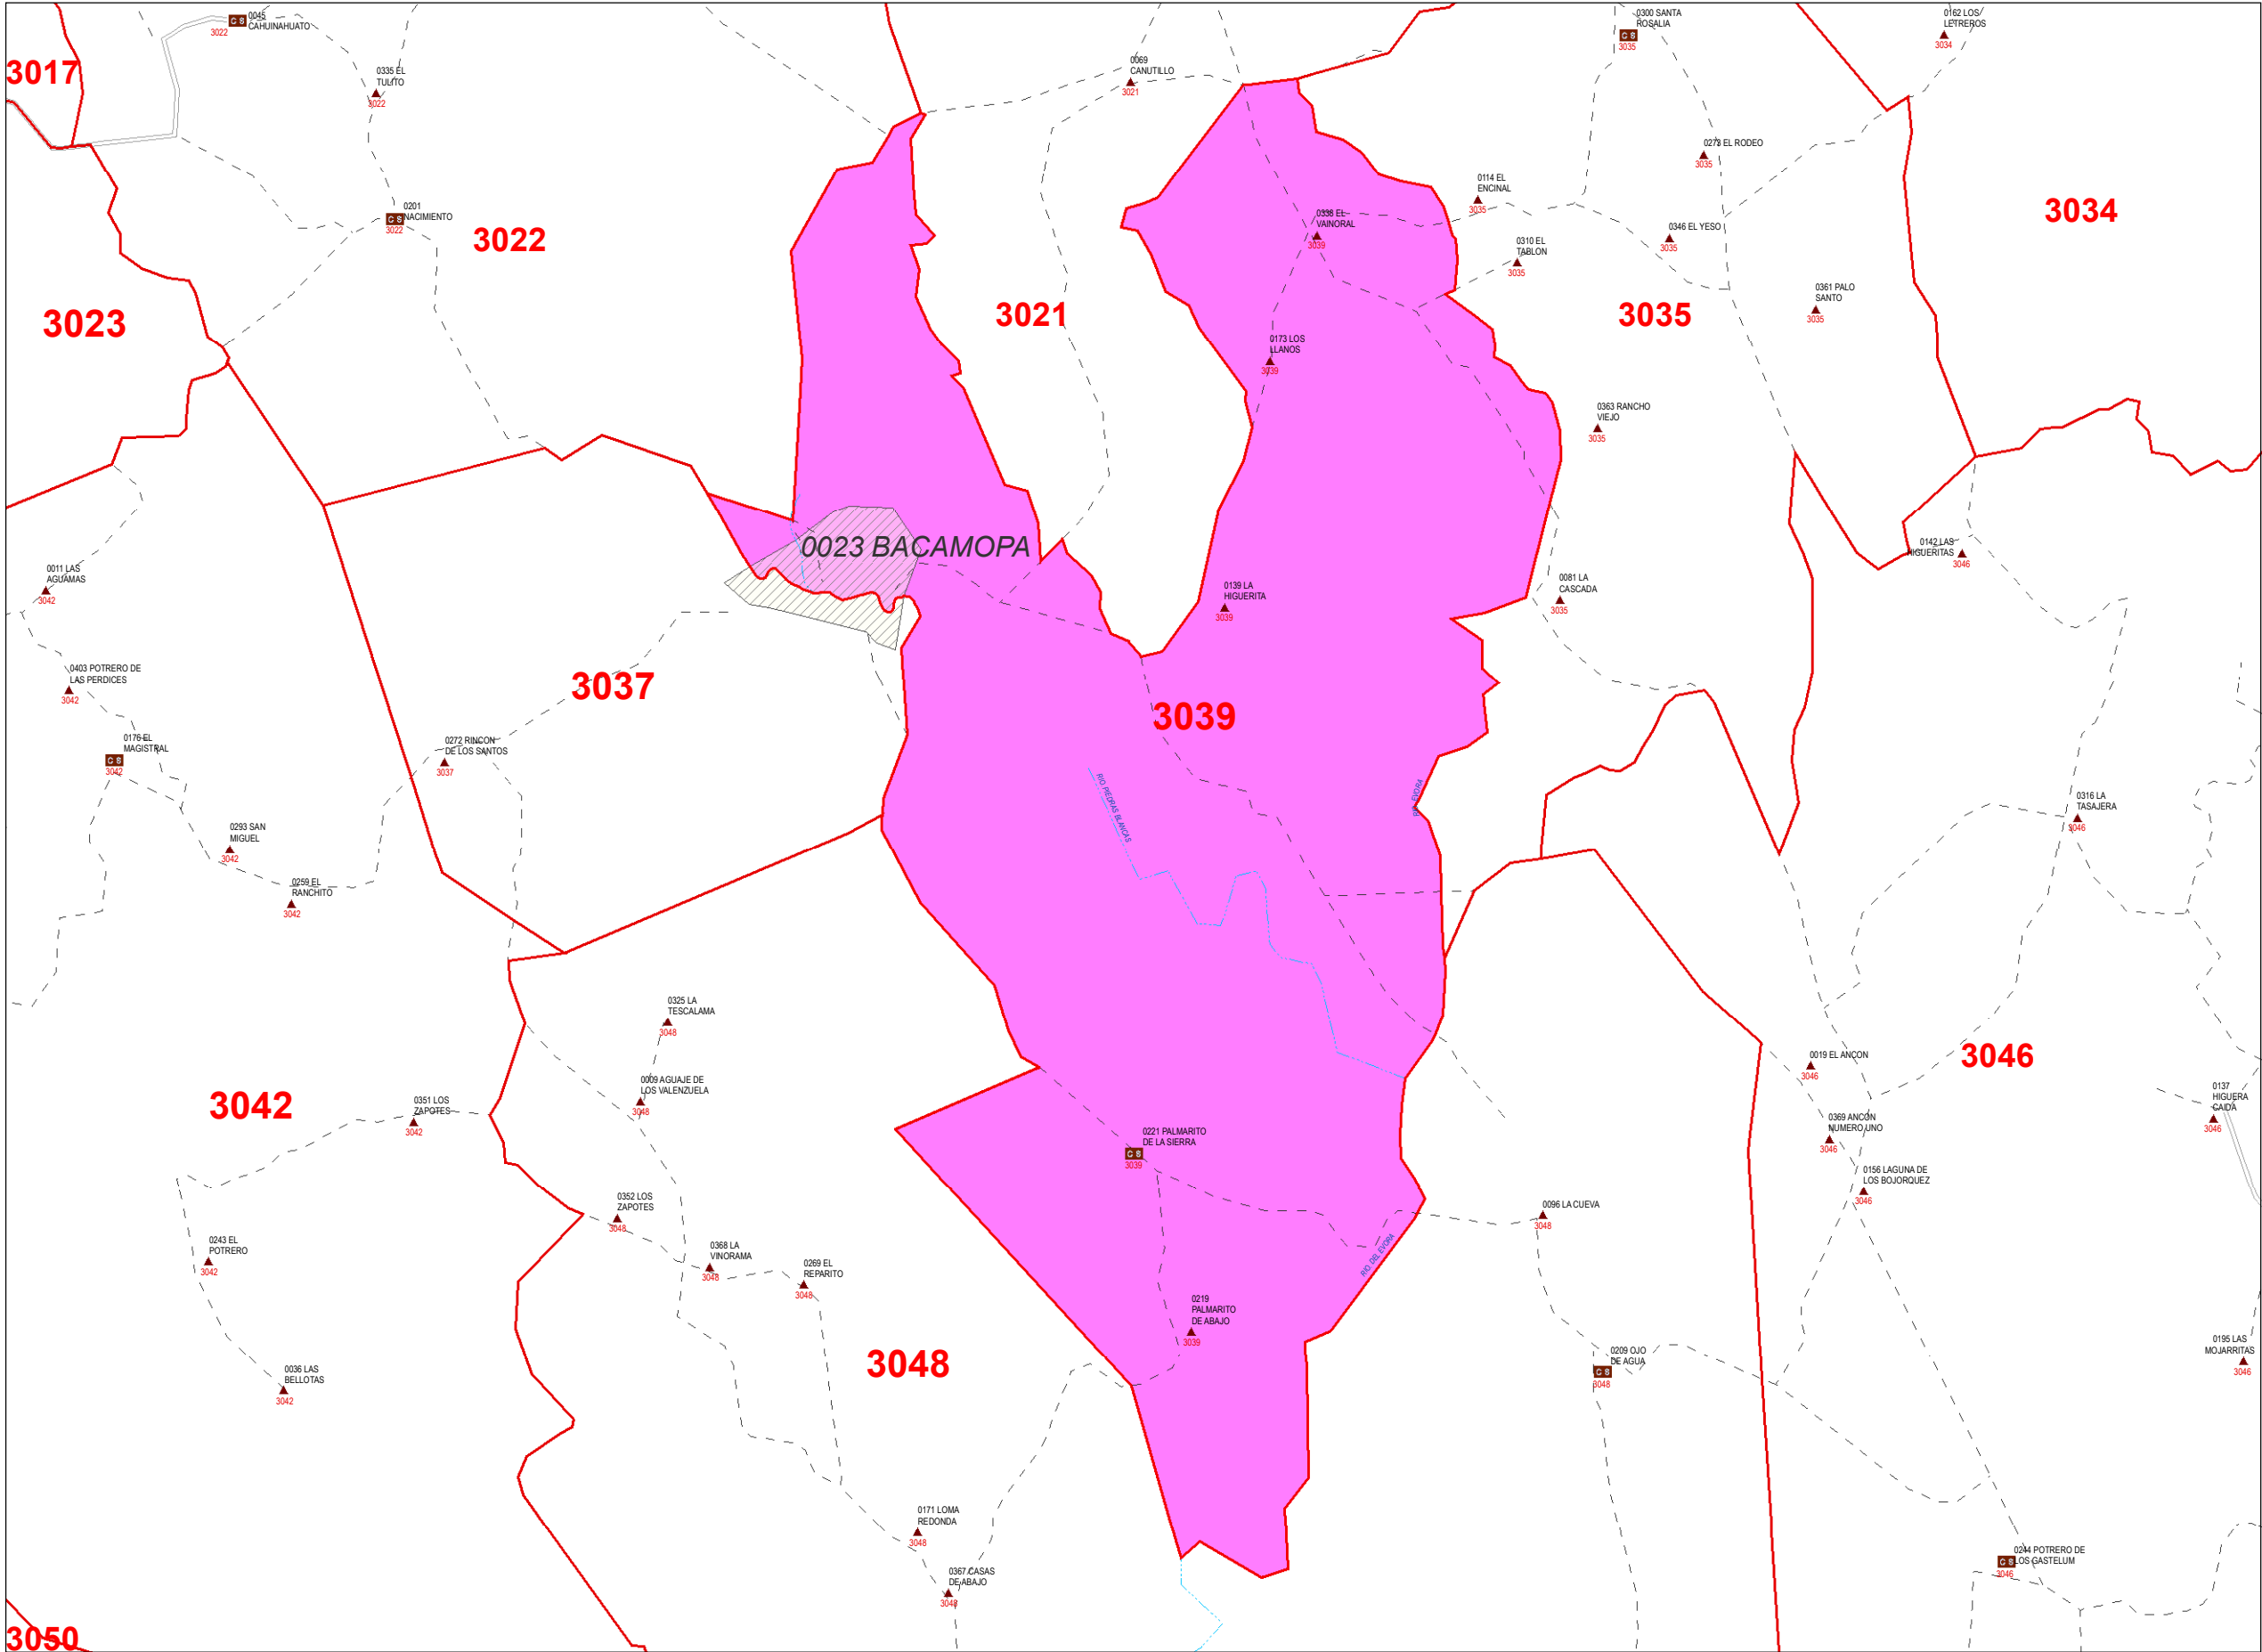 0045
CAHUINAHUATO
C S
3022
3017
0335 EL
TULITO
3022
0069
CANUTILLO
3021
0300 SANTA
ROSALIA
C S
3035
0162 LOS
LETREROS
3034
0273 EL RODEO
3035
0201
NACIMIENTO
C S
3022
3022
0114 EL
ENCINAL
3035
0338 EL
VAINORAL
3039
0310 EL
TABLON
3035
0346 EL YESO
3035
3034
3023
3021
3035
0361 PALO
SANTO
3035
0173 LOS
LLANOS
3039
0363 RANCHO
VIEJO
3035
0023 BACAMOPA
0142 LAS
HIGUERITAS
3046
0011 LAS
AGUAMAS
3042
0139 LA
HIGUERITA
3039
0081 LA
CASCADA
3035
0403 POTRERO DE
LAS PERDICES
3042
3037
3039
0176 EL
MAGISTRAL
C S
3042
0272 RINCON
DE LOS SANTOS
3037
RIO PIEDRAS BLANCAS
0316 LA
TASAJERA
3046
0293 SAN
MIGUEL
3042
0259 EL
RANCHITO
3042
0325 LA
TESCALAMA
3048
0019 EL ANCON
3046
3046
0009 AGUAJE DE
LOS VALENZUELA
3048
3042
0351 LOS
ZAPOTES
3042
0137
HIGUERA
CAIDA
3046
0369 ANCON
NUMERO UNO
3046
0221 PALMARITO
DE LA SIERRA
C S
3039
0156 LAGUNA DE
LOS BOJORQUEZ
3046
0352 LOS
ZAPOTES
3048
0096 LA CUEVA
3048
0243 EL
POTRERO
3042
0368 LA
VINORAMA
3048
0269 EL
REPARITO
3048
RIO DEL EVORA
0219
PALMARITO
DE ABAJO
3039
3048
0209 OJO
DE AGUA
C S
3048
0195 LAS
MOJARRITAS
3046
0036 LAS
BELLOTAS
3042
0171 LOMA
REDONDA
3048
0367 CASAS
DE ABAJO
3048
0244 POTRERO DE
LOS GASTELUM
C S
3046
3050